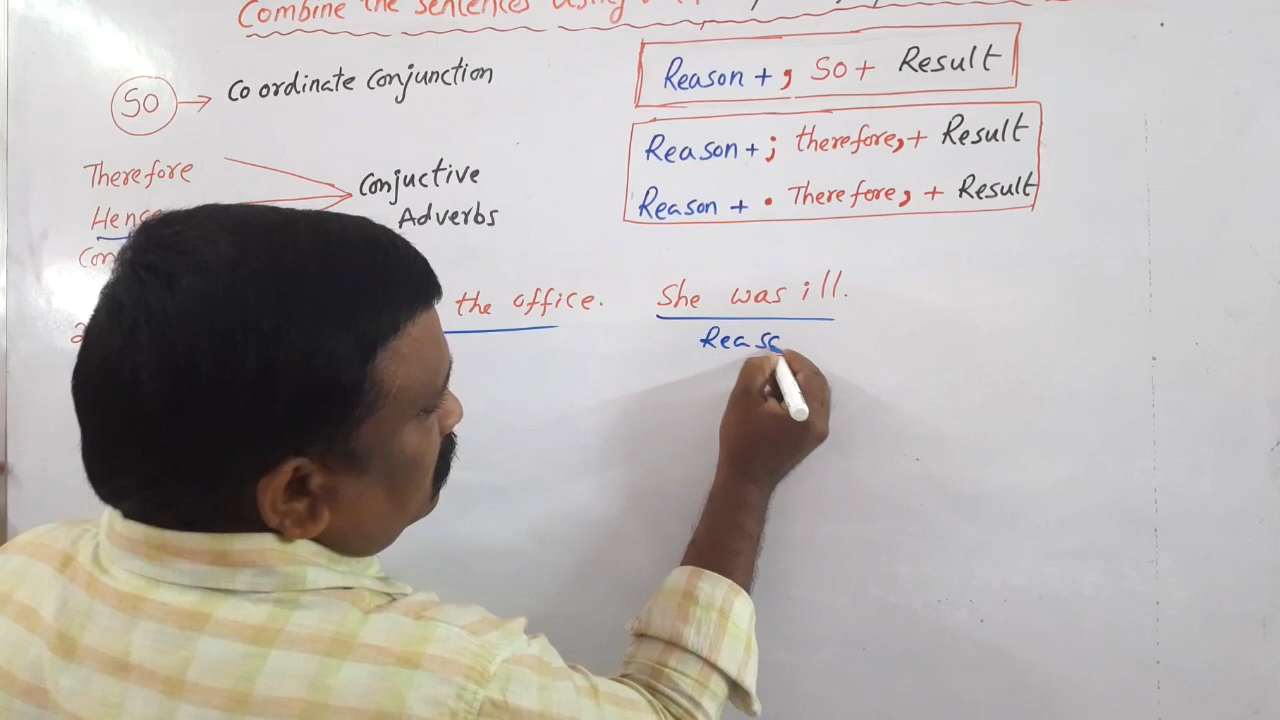 Combine the sentences using
So → Coordinate Conjunction
Reason + , So + Result
Therefore
Hence
Conjuctive
Adverbs
Reason + ; therefore, + Result
Reason + . Therefore, + Result
the office. She was ill.
Reaso